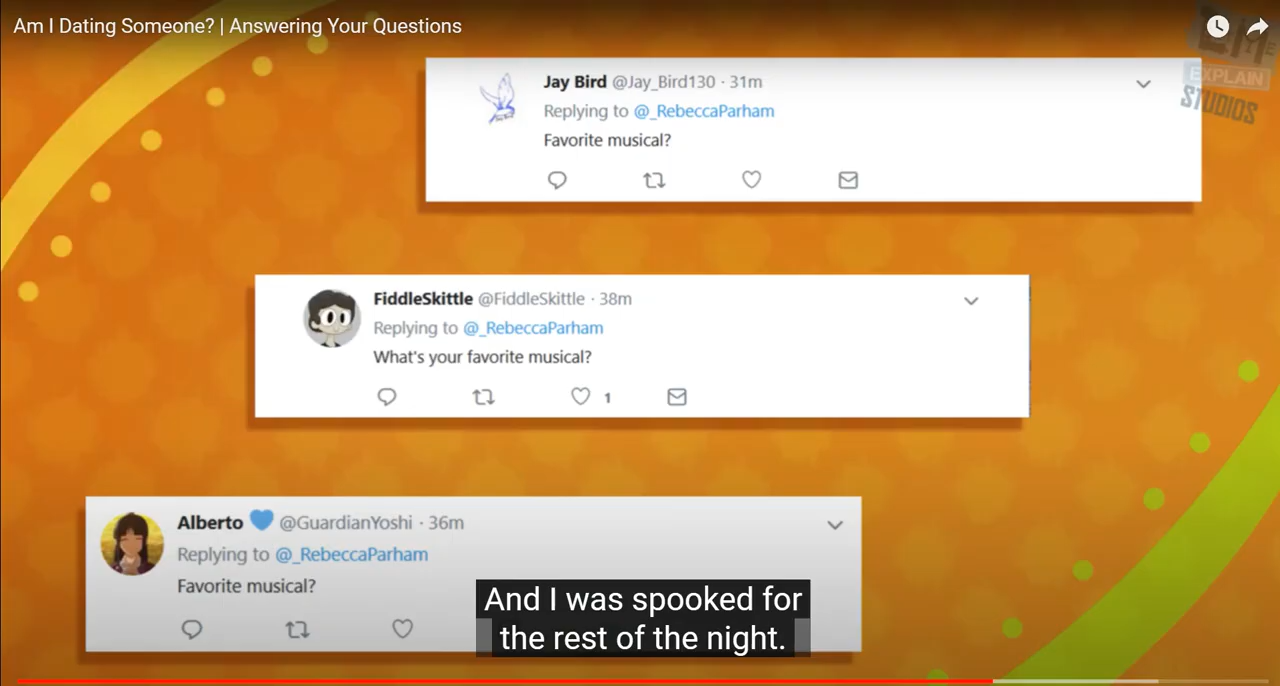 Am I Dating Someone? | Answering Your Questions
EXPLAIN
STUDIOS
Jay Bird @Jay_Bird130 · 31m
Replying to @_RebeccaParham
Favorite musical?
FiddleSkittle @FiddleSkittle · 38m
Replying to @_RebeccaParham
What's your favorite musical?
1
Alberto 💙 @GuardianYoshi · 36m
Replying to @_RebeccaParham
Favorite musical?
And I was spooked for
the rest of the night.